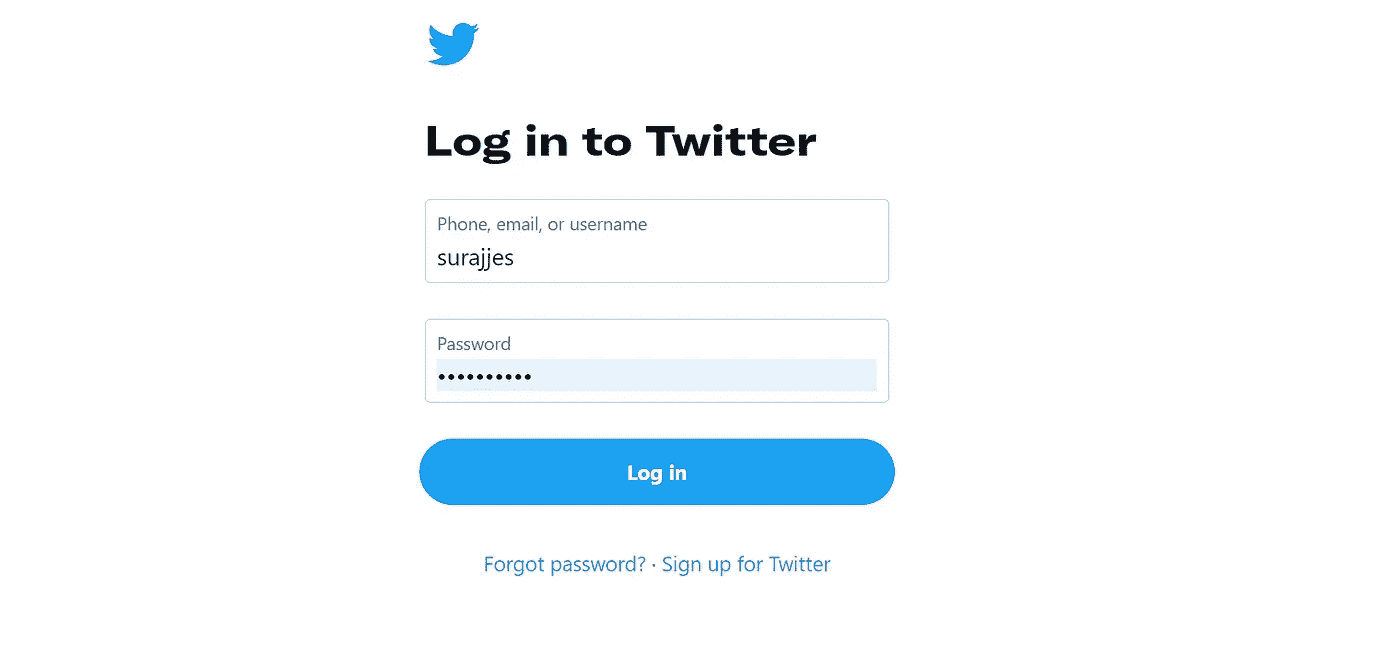 Log in to Twitter
Phone, email, or username
surajjes
Password
••••••••••
Log in
Forgot password? · Sign up for Twitter